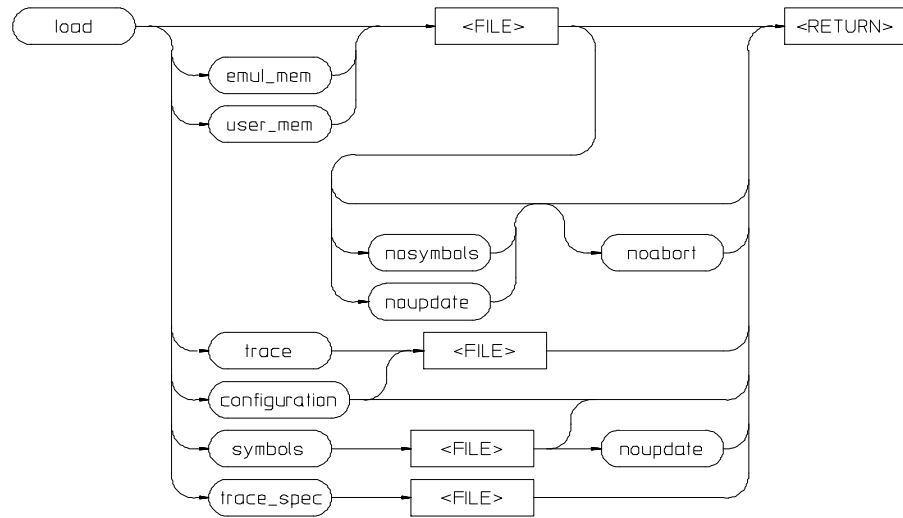 load
<FILE>
<RETURN>
emul_mem
user_mem
nosymbols
noabort
noupdate
trace
<FILE>
configuration
symbols
<FILE>
noupdate
trace_spec
<FILE>